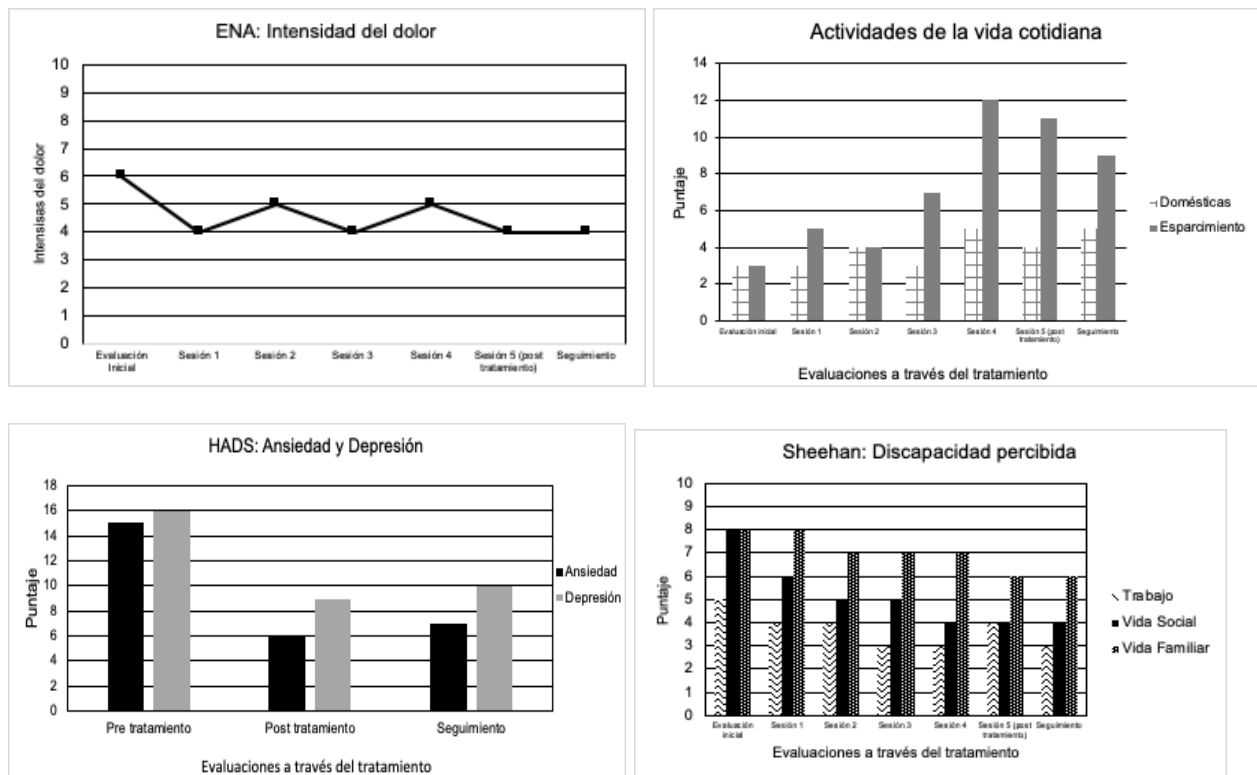 ENA: Intensidad del dolor
Intensisas del dolor
10
9
8
7
6
5
4
3
2
1
0
Evaluación Inicial
Sesión 1
Sesión 2
Sesión 3
Sesión 4
Sesión 5 (post tratamiento)
Seguimiento
Actividades de la vida cotidiana
Puntaje
14
12
10
8
6
4
2
0
Domésticas
Esparcimiento
Evaluación inicial
Sesión 1
Sesión 2
Sesión 3
Sesión 4
Sesión 5 (post tratamiento)
Seguimiento
Evaluaciones a través del tratamiento
HADS: Ansiedad y Depresión
Puntaje
18
16
14
12
10
8
6
4
2
0
Ansiedad
Depresión
Pre tratamiento
Post tratamiento
Seguimiento
Evaluaciones a través del tratamiento
Sheehan: Discapacidad percibida
Puntaje
10
9
8
7
6
5
4
3
2
1
0
Trabajo
Vida Social
Vida Familiar
Evaluación inicial
Sesión 1
Sesión 2
Sesión 3
Sesión 4
Sesión 5 (post tratamiento)
Seguimiento
Evaluaciones a través del tratamiento